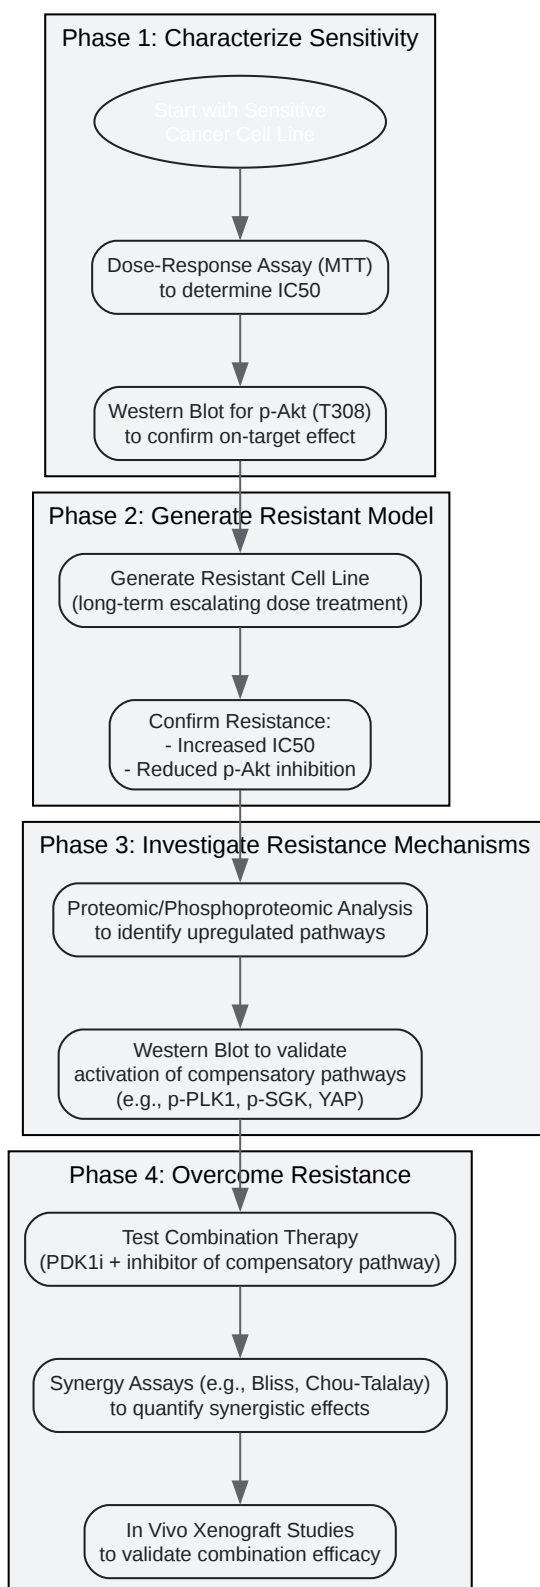 Phase 1: Characterize Sensitivity
Start with Sensitive
Cancer Cell Line
Dose-Response Assay (MTT)
to determine IC50
Western Blot for p-Akt (T308)
to confirm on-target effect
Phase 2: Generate Resistant Model
Generate Resistant Cell Line
(long-term escalating dose treatment)
Confirm Resistance:
- Increased IC50
- Reduced p-Akt inhibition
Phase 3: Investigate Resistance Mechanisms
Proteomic/Phosphoproteomic Analysis
to identify upregulated pathways
Western Blot to validate
activation of compensatory pathways
(e.g., p-PLK1, p-SGK, YAP)
Phase 4: Overcome Resistance
Test Combination Therapy
(PDK1i + inhibitor of compensatory pathway)
Synergy Assays (e.g., Bliss, Chou-Talalay)
to quantify synergistic effects
In Vivo Xenograft Studies
to validate combination efficacy